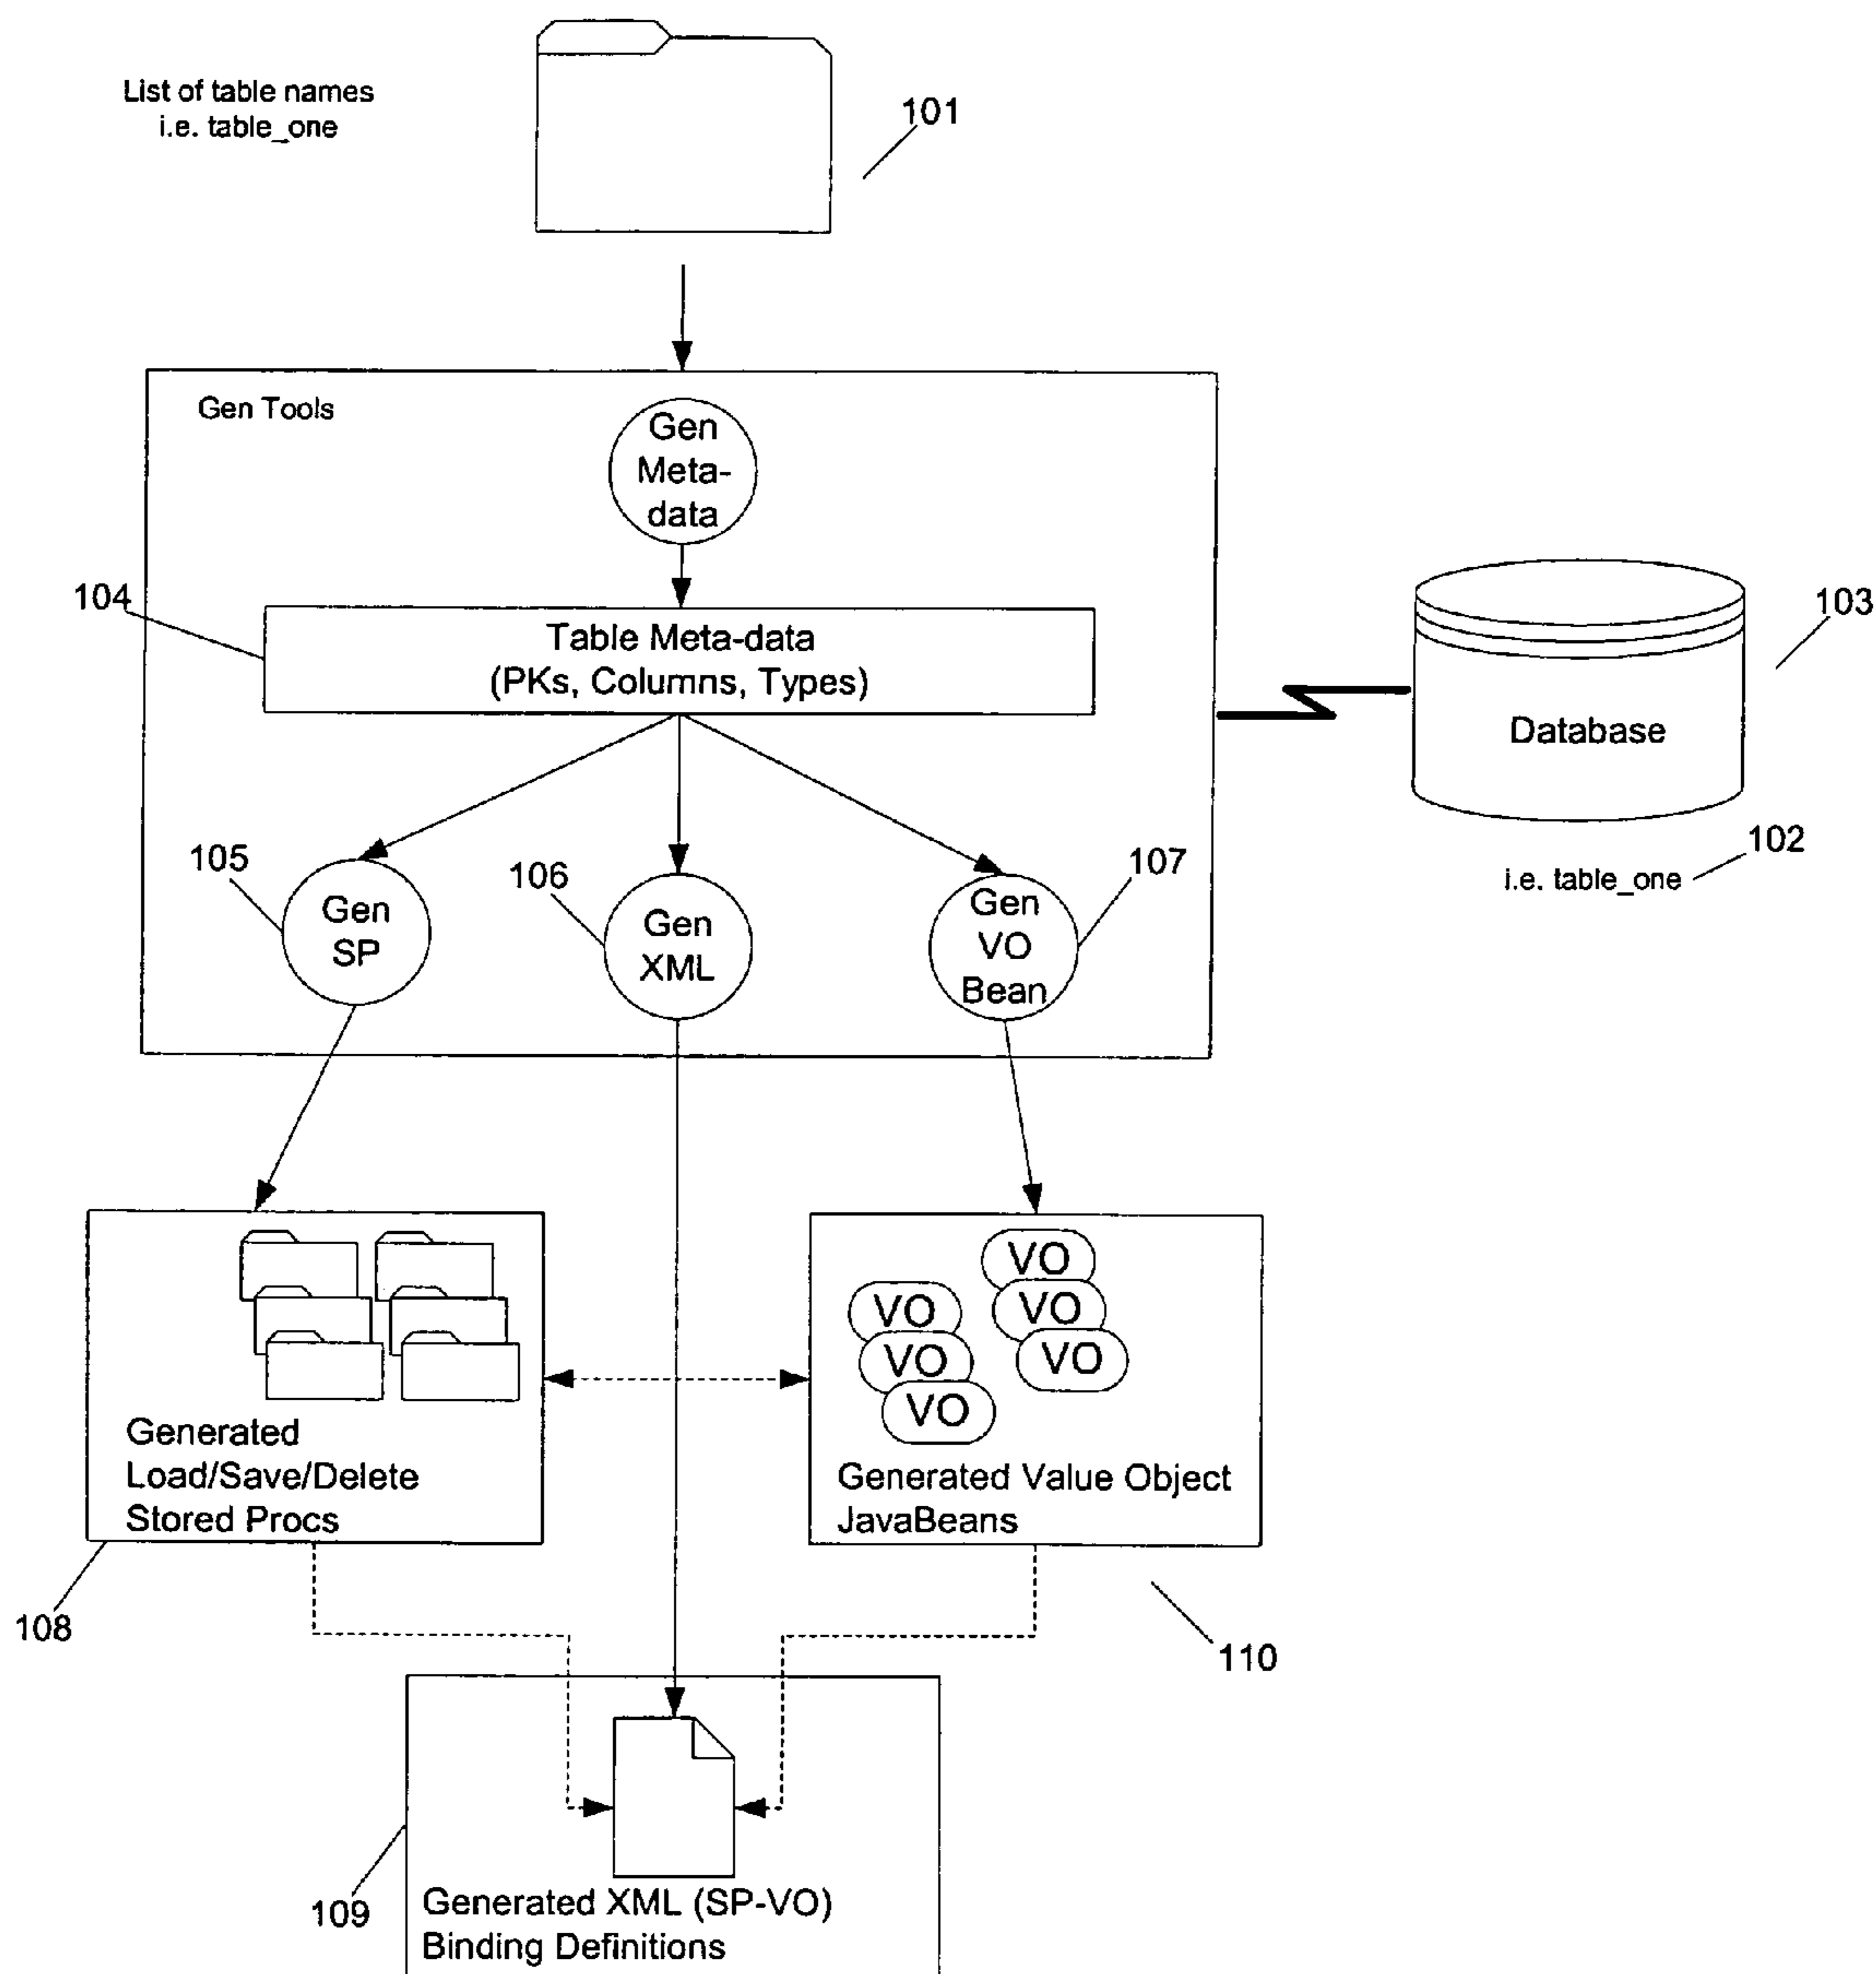 List of table names
i.e. table_one
101
Gen Tools
Gen
Meta-
data
104
Table Meta-data
(PKs, Columns, Types)
103
Database
102
i.e. table_one
105
Gen
SP
106
Gen
XML
107
Gen
VO
Bean
VO
VO
VO
VO
VO
VO
Generated
Load/Save/Delete
Stored Procs
Generated Value Object
JavaBeans
108
110
109
Generated XML (SP-VO)
Binding Definitions